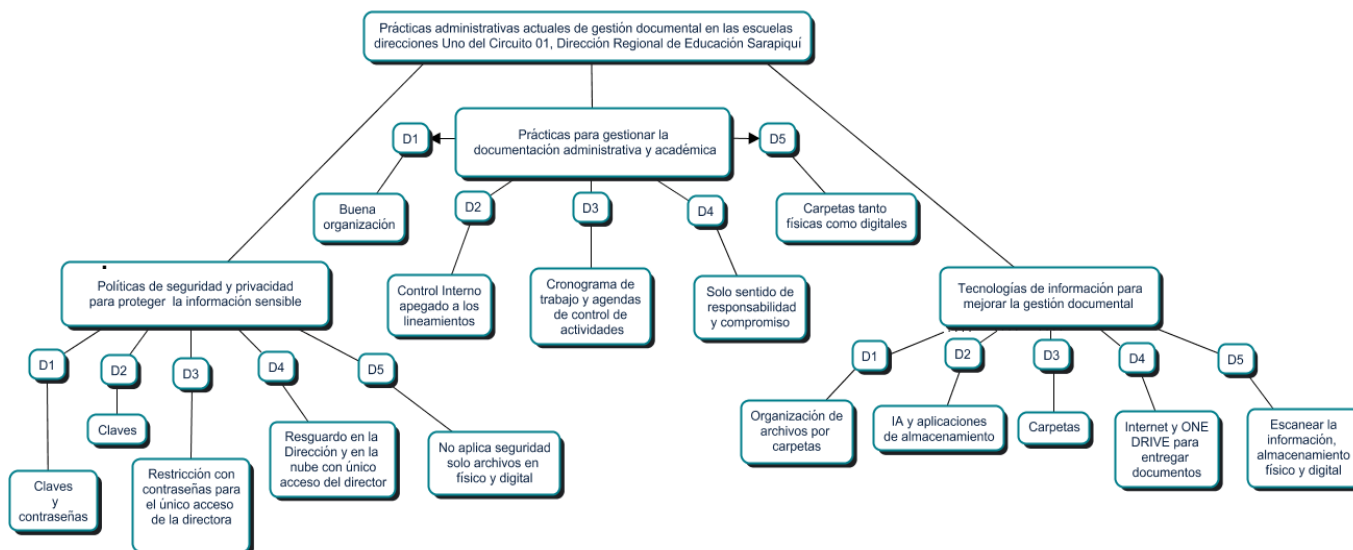 Prácticas administrativas actuales de gestión documental en las escuelas
direcciones Uno del Circuito 01, Dirección Regional de Educación Sarapiquí
Prácticas para gestionar la
documentación administrativa y académica
D1
Buena
organización
D2
Control Interno
apegado a los
lineamientos
D3
Cronograma de
trabajo y agendas
de control de
actividades
D4
Solo sentido de
responsabilidad
y compromiso
D5
Carpetas tanto
físicas como digitales
Políticas de seguridad y privacidad
para proteger la información sensible
D1
Claves
y
contraseñas
D2
Claves
D3
Restricción con
contraseñas para
el único acceso
de la directora
D4
Resguardo en la
Dirección y en la
nube con único
acceso del director
D5
No aplica seguridad
solo archivos en
físico y digital
Tecnologías de información para
mejorar la gestión documental
D1
Organización de
archivos por
carpetas
D2
IA y aplicaciones
de almacenamiento
D3
Carpetas
D4
Internet y ONE
DRIVE para
entregar
documentos
D5
Escanear la
información,
almacenamiento
físico y digital